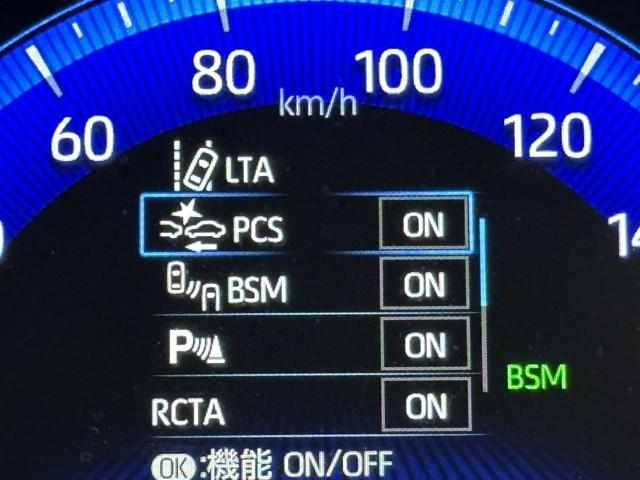 80 100
km/h
60 120
LTA
PCS ON
BSM ON
P ON
BSM
RCTA ON
OK:機能 ON/OFF